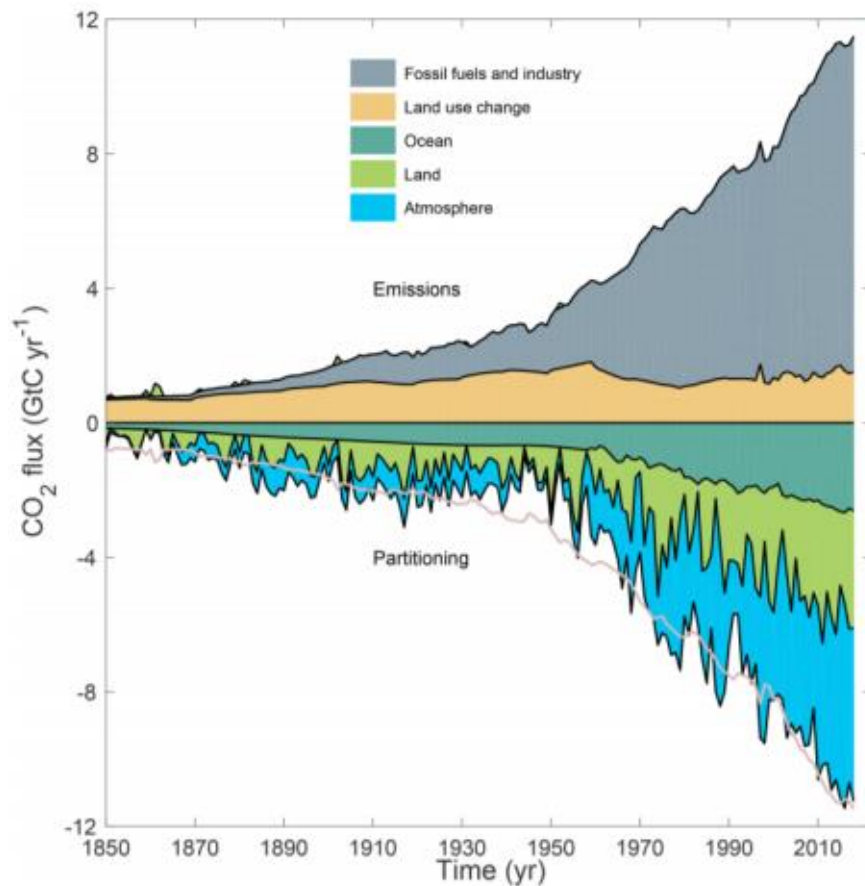 12
Fossil fuels and industry
Land use change
Ocean
Land
Atmosphere
8
4
Emissions
0
CO2 flux (GtC yr-1)
Partitioning
-4
-8
-12
1850 1870 1890 1910 1930 1950 1970 1990 2010
Time (yr)